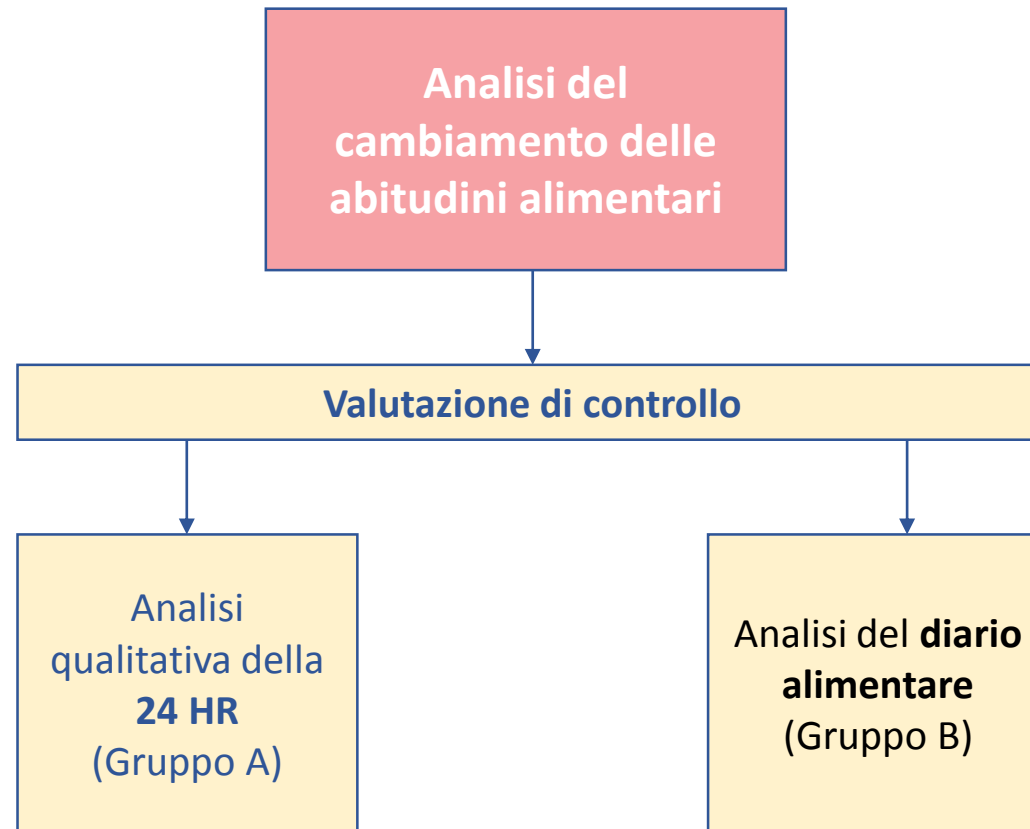 Analisi del
cambiamento delle
abitudini alimentari
Valutazione di controllo
Analisi
qualitativa della
24 HR
(Gruppo A)
Analisi del diario
alimentare
(Gruppo B)